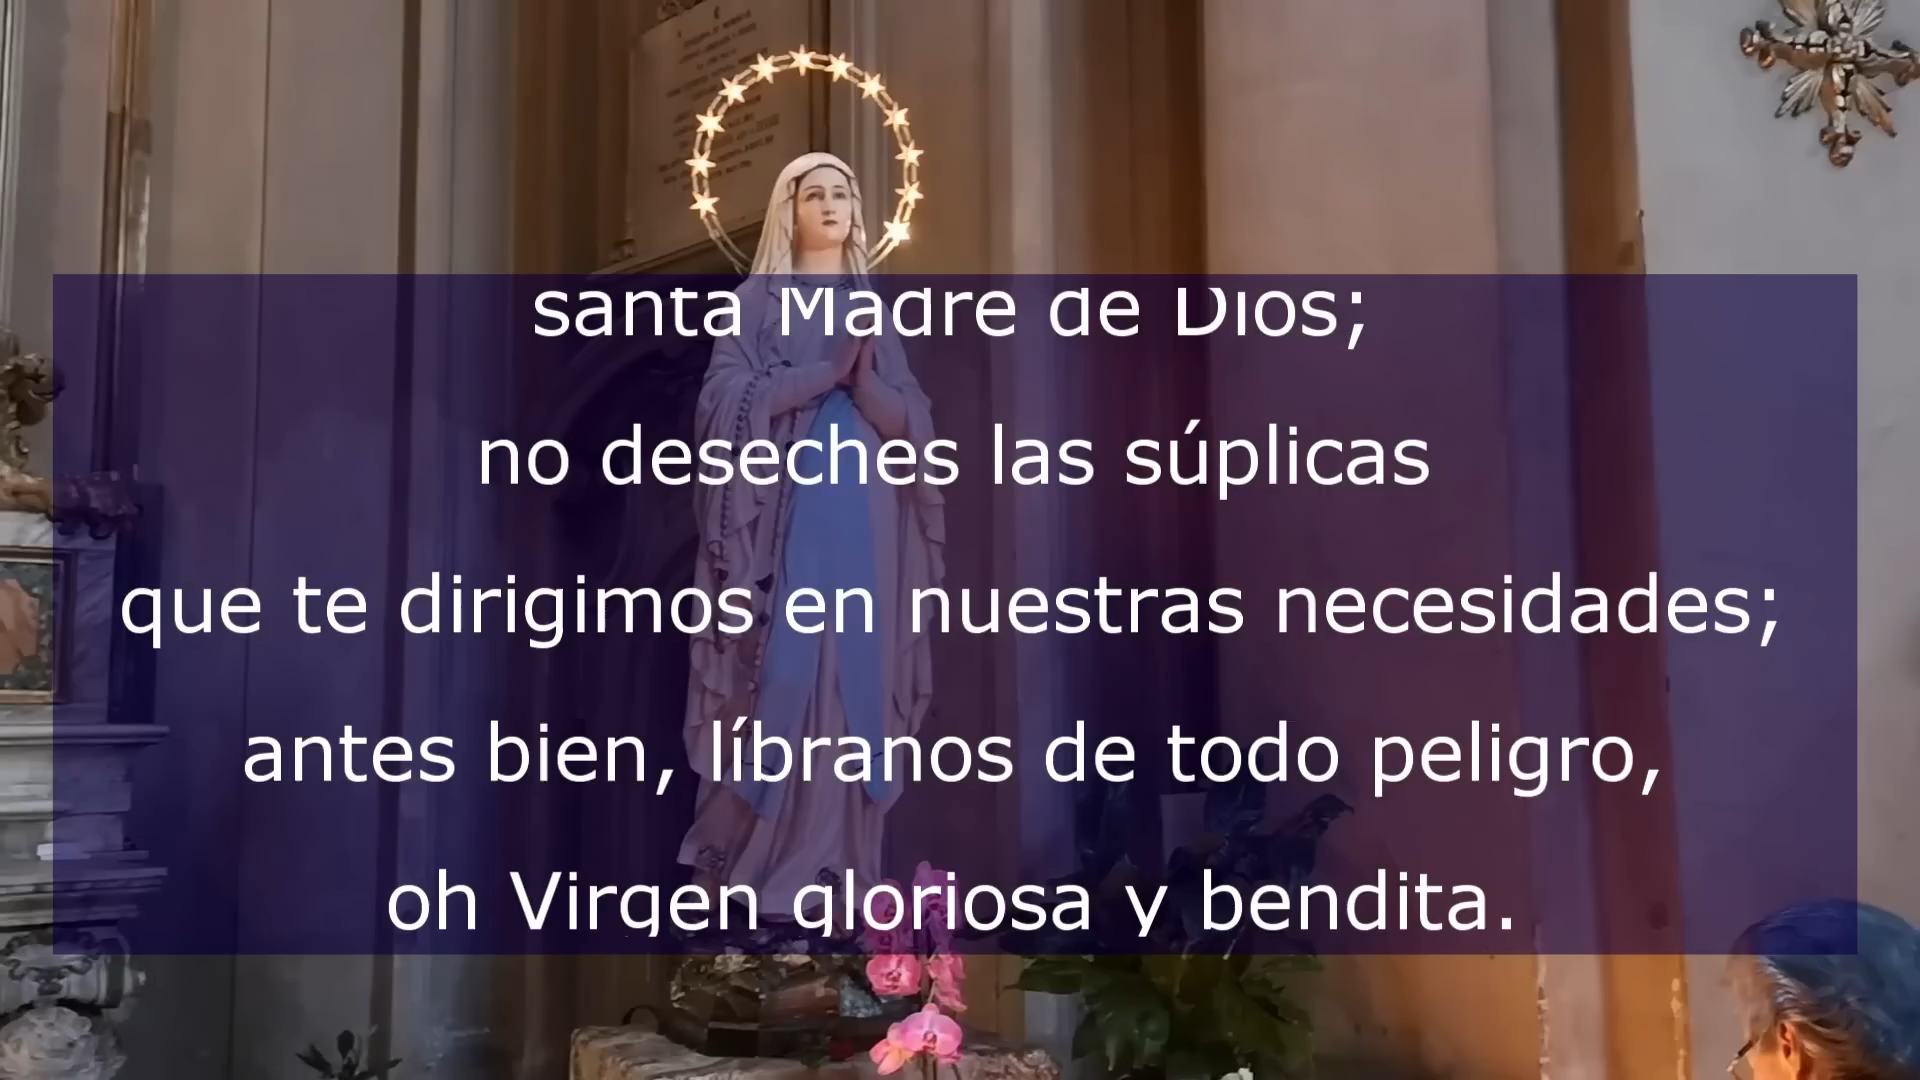 santa Madre de Dios;
no deseches las súplicas
que te dirigimos en nuestras necesidades;
antes bien, líbranos de todo peligro,
oh Virgen gloriosa y bendita.